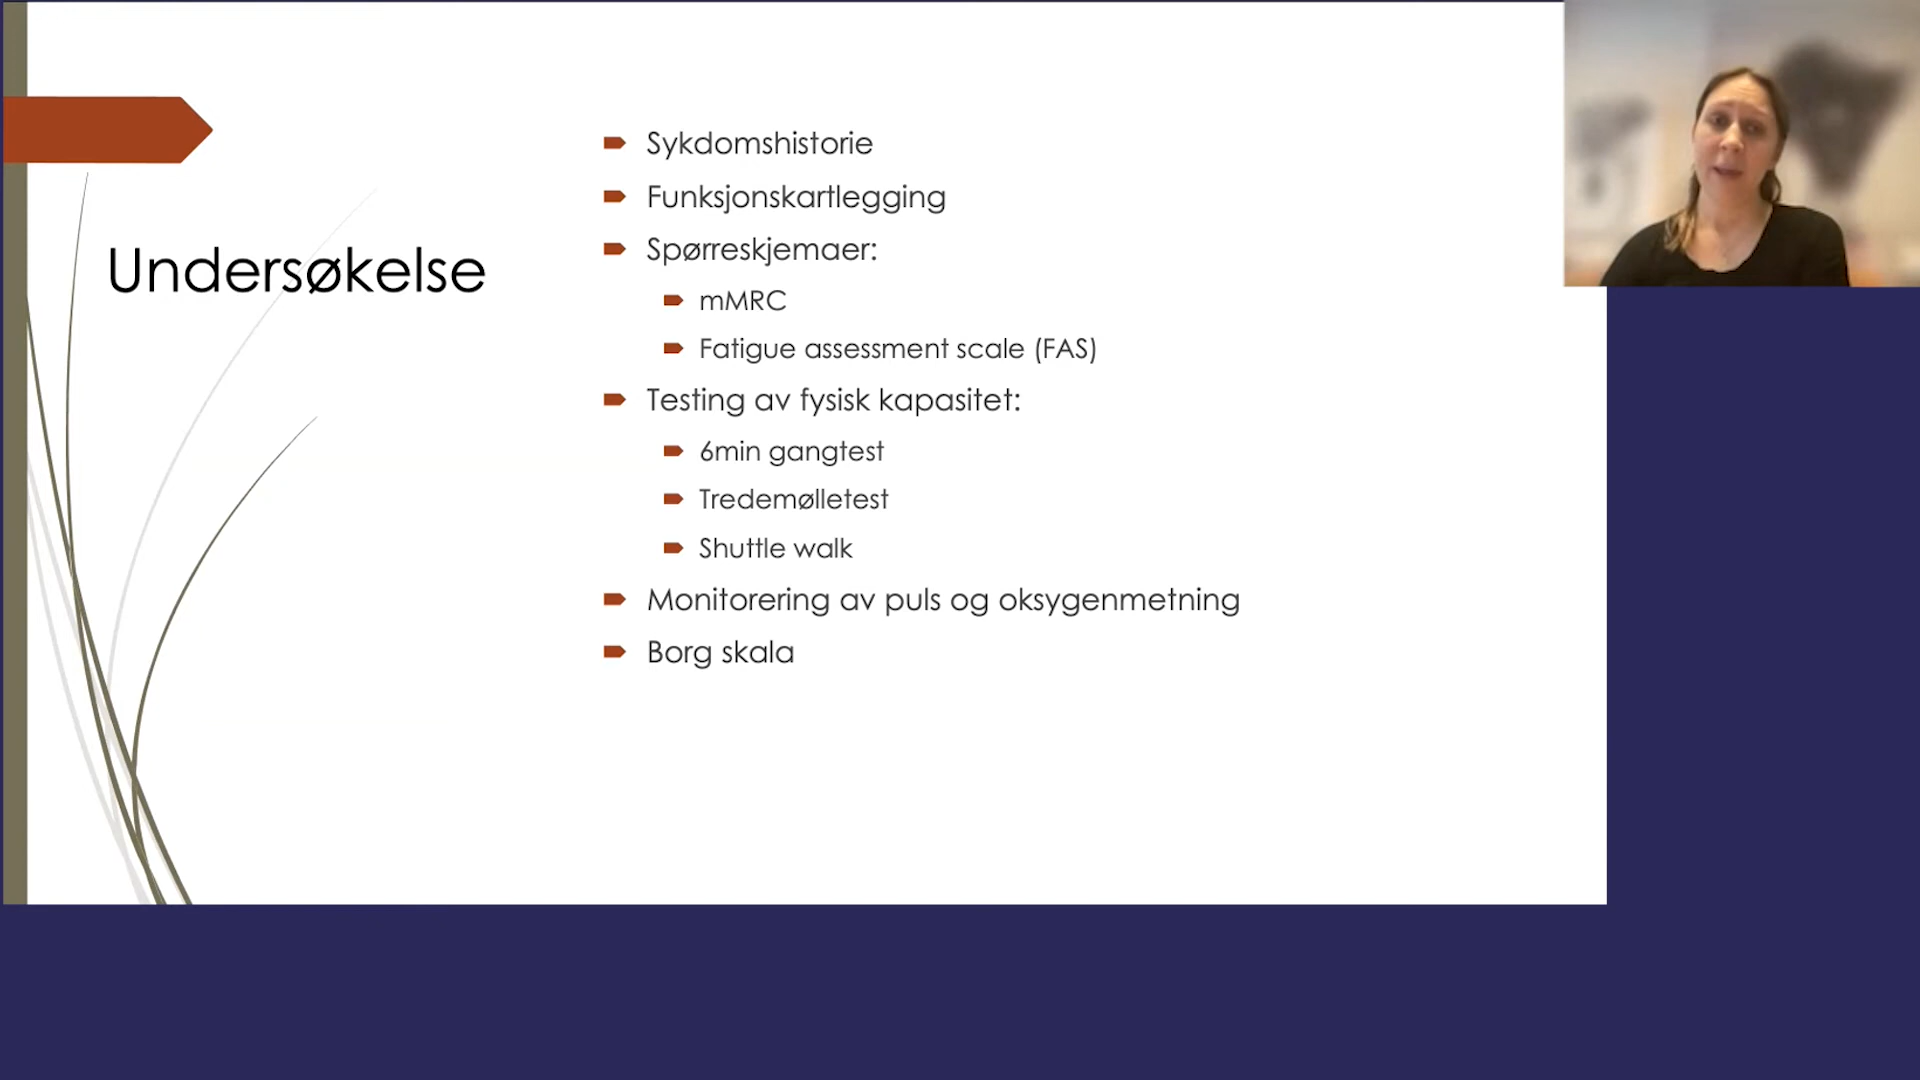 Undersøkelse
Sykdomshistorie
Funksjonskartlegging
Spørreskjemaer:
mMRC
Fatigue assessment scale (FAS)
Testing av fysisk kapasitet:
6min gangtest
Tredemølletest
Shuttle walk
Monitorering av puls og oksygenmetning
Borg skala